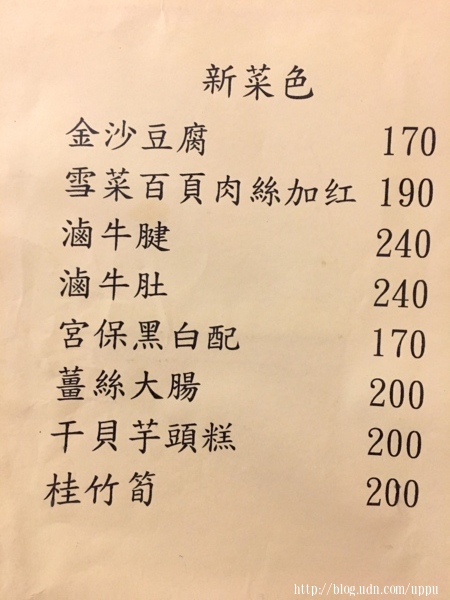 新菜色
金沙豆腐 170
雪菜百頁肉絲加红 190
滷牛腱 240
滷牛肚 240
宮保黑白配 170
薑絲大腸 200
干貝芋頭糕 200
桂竹筍 200
http://blog.udn.com/uppu